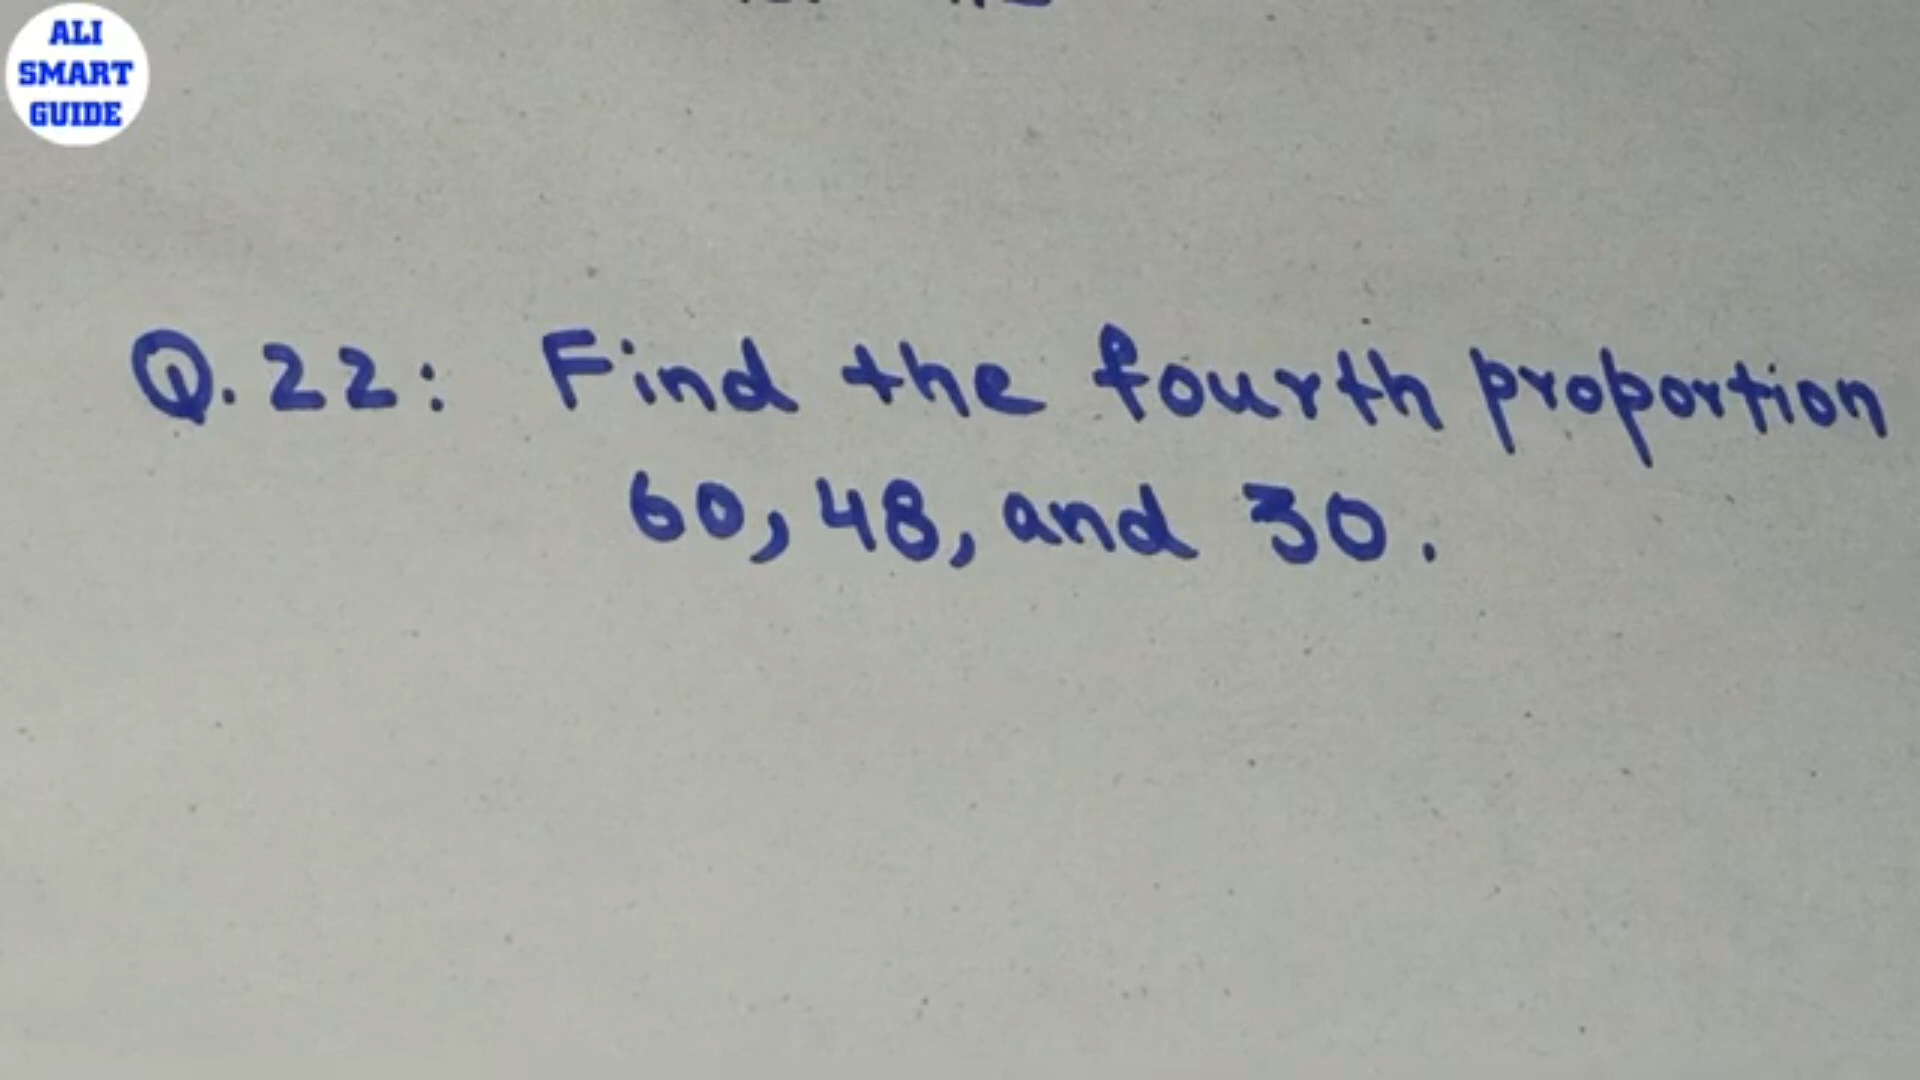 ALI
SMART
GUIDE
Q.22: Find the fourth proportion
60, 48, and 30.